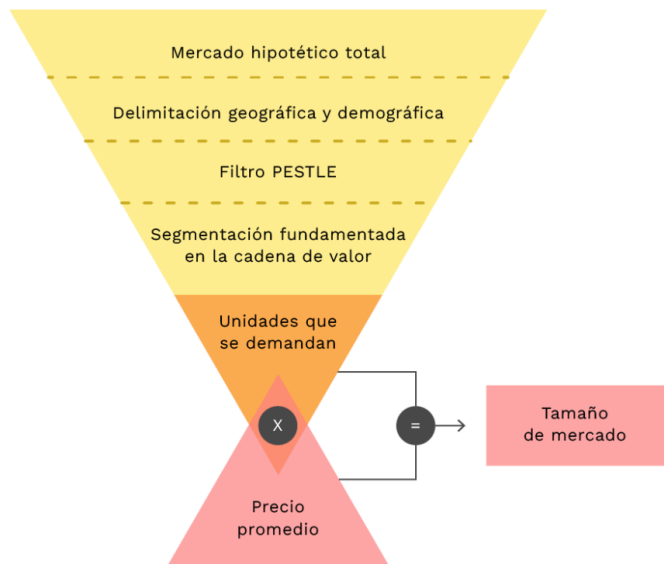 Mercado hipotético total
Delimitación geográfica y demográfica
Filtro PESTLE
Segmentación fundamentada
en la cadena de valor
Unidades que
se demandan
X
=
Tamaño
de mercado
Precio
promedio